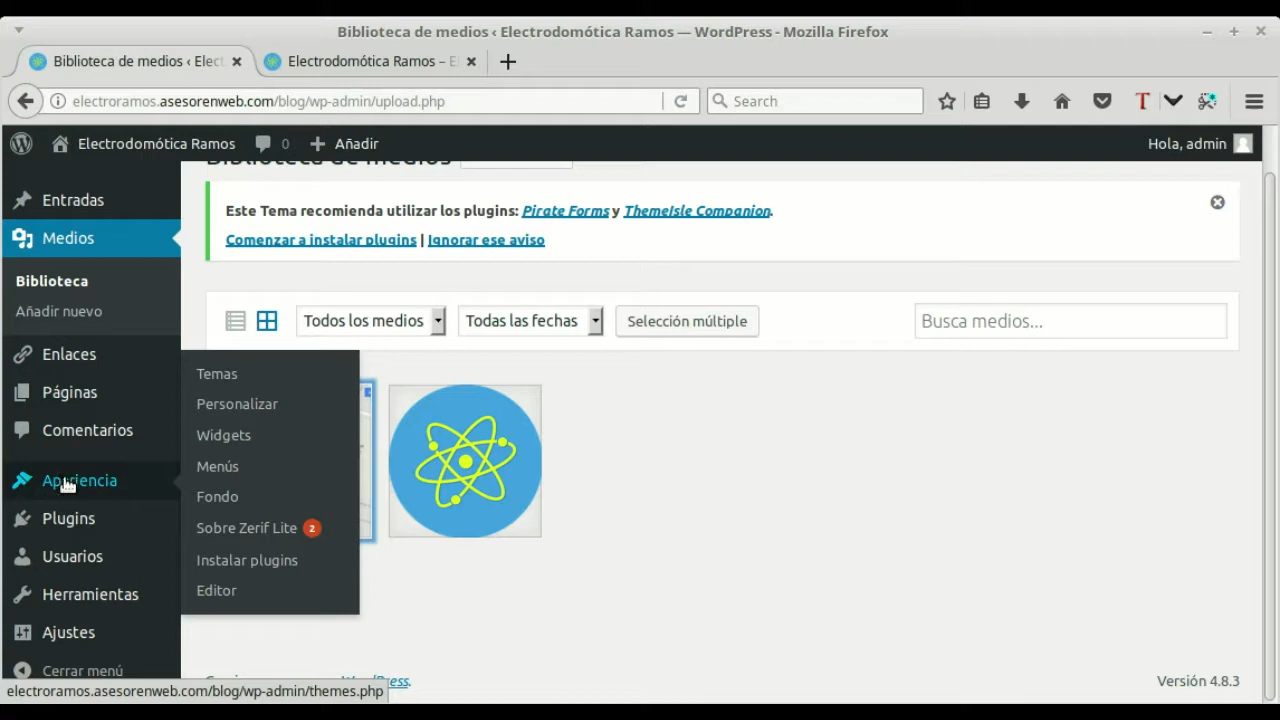 Biblioteca de medios ‹ Electrodomótica Ramos — WordPress - Mozilla Firefox
Biblioteca de medios ‹ Elect
Electrodomótica Ramos – E
electroramos.asesorenweb.com/blog/wp-admin/upload.php
Search
Electrodomótica Ramos
0
Añadir
Hola, admin
Biblioteca de medios
Entradas
Medios
Biblioteca
Añadir nuevo
Enlaces
Páginas
Comentarios
Apariencia
Plugins
Usuarios
Herramientas
Ajustes
Cerrar menú
Este Tema recomienda utilizar los plugins: Pirate Forms y ThemeIsle Companion.
Comenzar a instalar plugins | Ignorar ese aviso
Todos los medios
Todas las fechas
Selección múltiple
Busca medios...
Temas
Personalizar
Widgets
Menús
Fondo
Sobre Zerif Lite 2
Instalar plugins
Editor
WordPress.
Versión 4.8.3
electroramos.asesorenweb.com/blog/wp-admin/themes.php